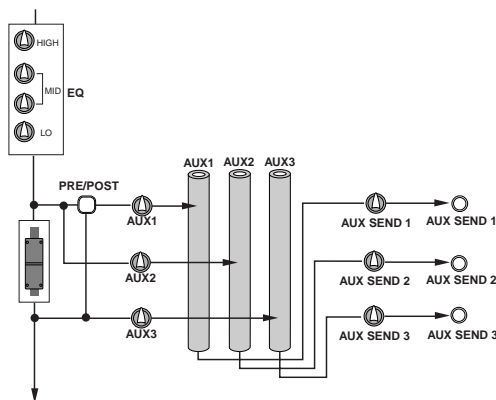 HIGH
MID
EQ
LO
PRE/POST
AUX1
AUX2
AUX3
AUX1
AUX2
AUX3
AUX SEND 1
AUX SEND 1
AUX SEND 2
AUX SEND 2
AUX SEND 3
AUX SEND 3